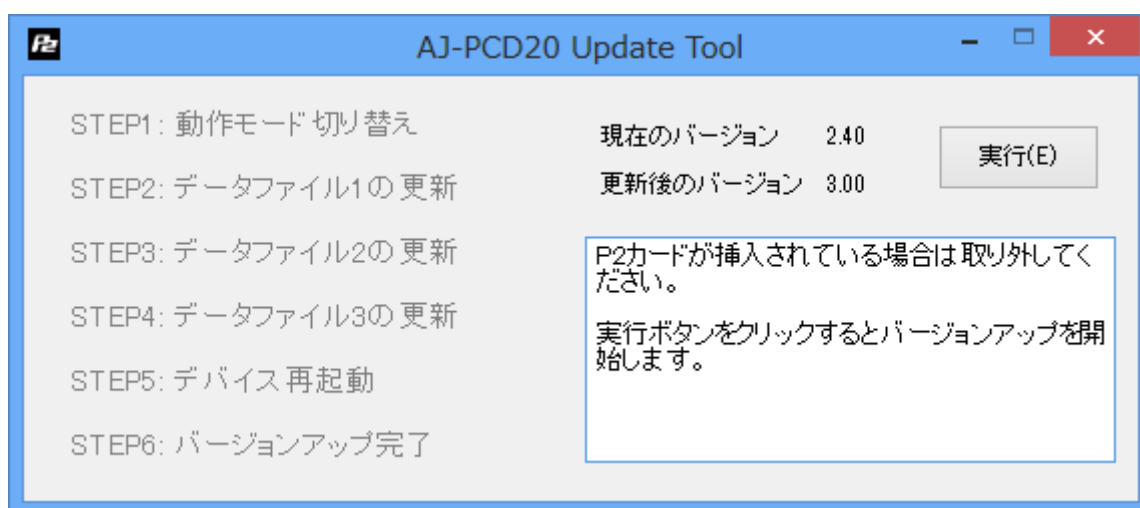 P2
AJ-PCD20 Update Tool
STEP1: 動作モード切り替え
STEP2: データファイル1の更新
STEP3: データファイル2の更新
STEP4: データファイル3の更新
STEP5: デバイス再起動
STEP6: バージョンアップ完了
現在のバージョン 2.40
更新後のバージョン 3.00
実行(E)
P2カードが挿入されている場合は取り外してく
ださい。
実行ボタンをクリックするとバージョンアップを開
始します。